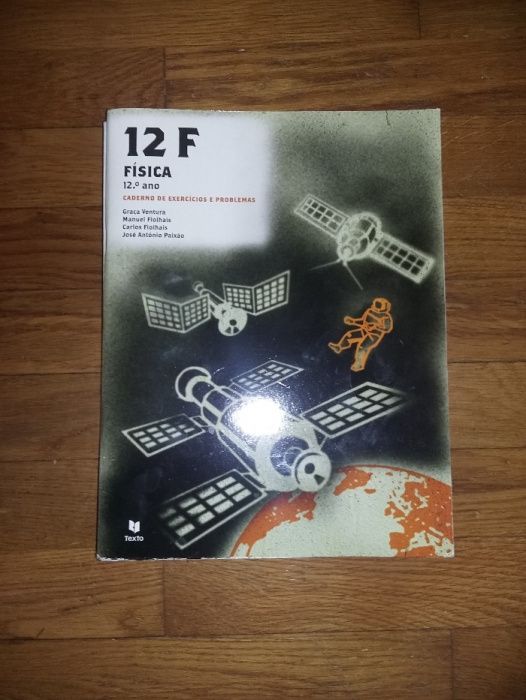 12 F
FÍSICA
12.º ano
CADERNO DE EXERCÍCIOS E PROBLEMAS
Graça Ventura
Manuel Fiolhais
Carlos Fiolhais
José António Paixão
Texto